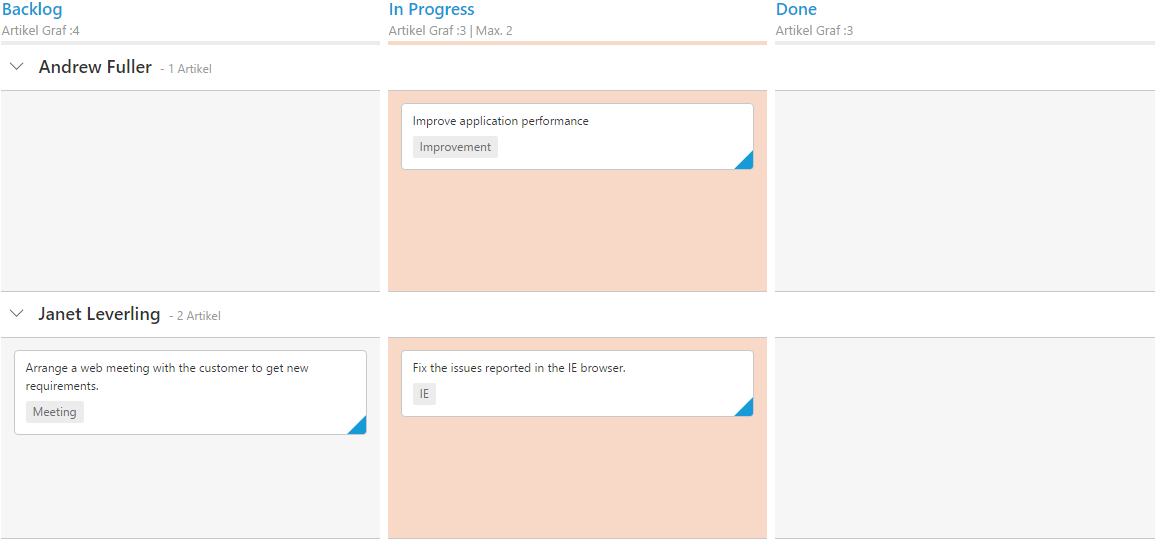 Backlog
Artikel Graf :4
In Progress
Artikel Graf :3 | Max. 2
Done
Artikel Graf :3
Andrew Fuller - 1 Artikel
Improve application performance
Improvement
Janet Leverling - 2 Artikel
Arrange a web meeting with the customer to get new
requirements.
Meeting
Fix the issues reported in the IE browser.
IE